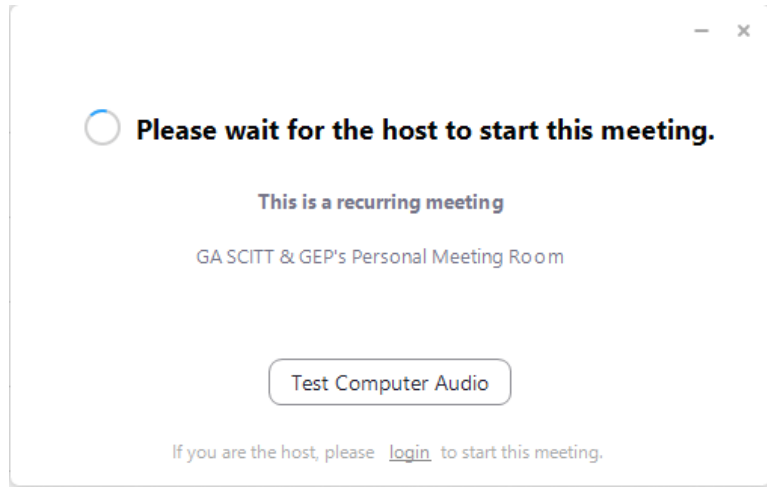 Please wait for the host to start this meeting.
This is a recurring meeting
GA SCITT & GEP's Personal Meeting Room
Test Computer Audio
If you are the host, please login to start this meeting.